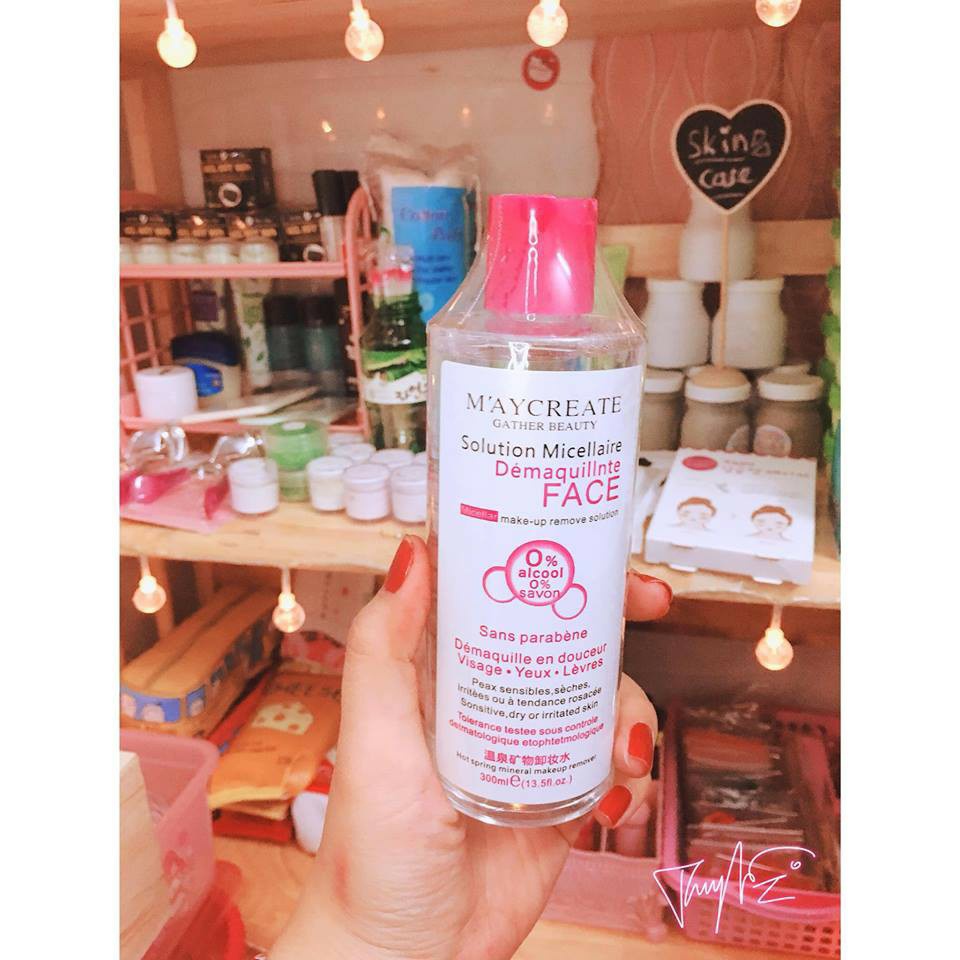 Skin
care
M'AYCREATE
GATHER BEAUTY
Solution Micellaire
Démaquillnte
FACE
Micellar make-up remove solution
0%
alcool
0%
savon
Sans parabène
Démaquille en douceur
Visage • Yeux • Lèvres
Peax sensibles,sèches,
irritées ou à tendance rosacée
Sonsitive,dry or irritated skin
Tolerance testee sous controle
detmatologique etophtetmologique
温泉矿物卸妆水
Hot spring mineral makeup remover
300ml℮(13.5fl.oz.)